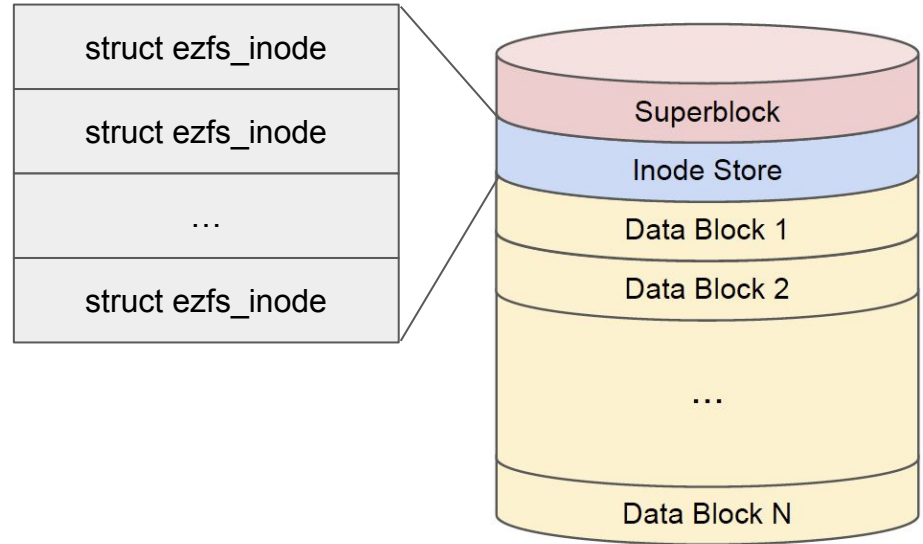 struct ezfs_inode
struct ezfs_inode
...
struct ezfs_inode
Superblock
Inode Store
Data Block 1
Data Block 2
...
Data Block N